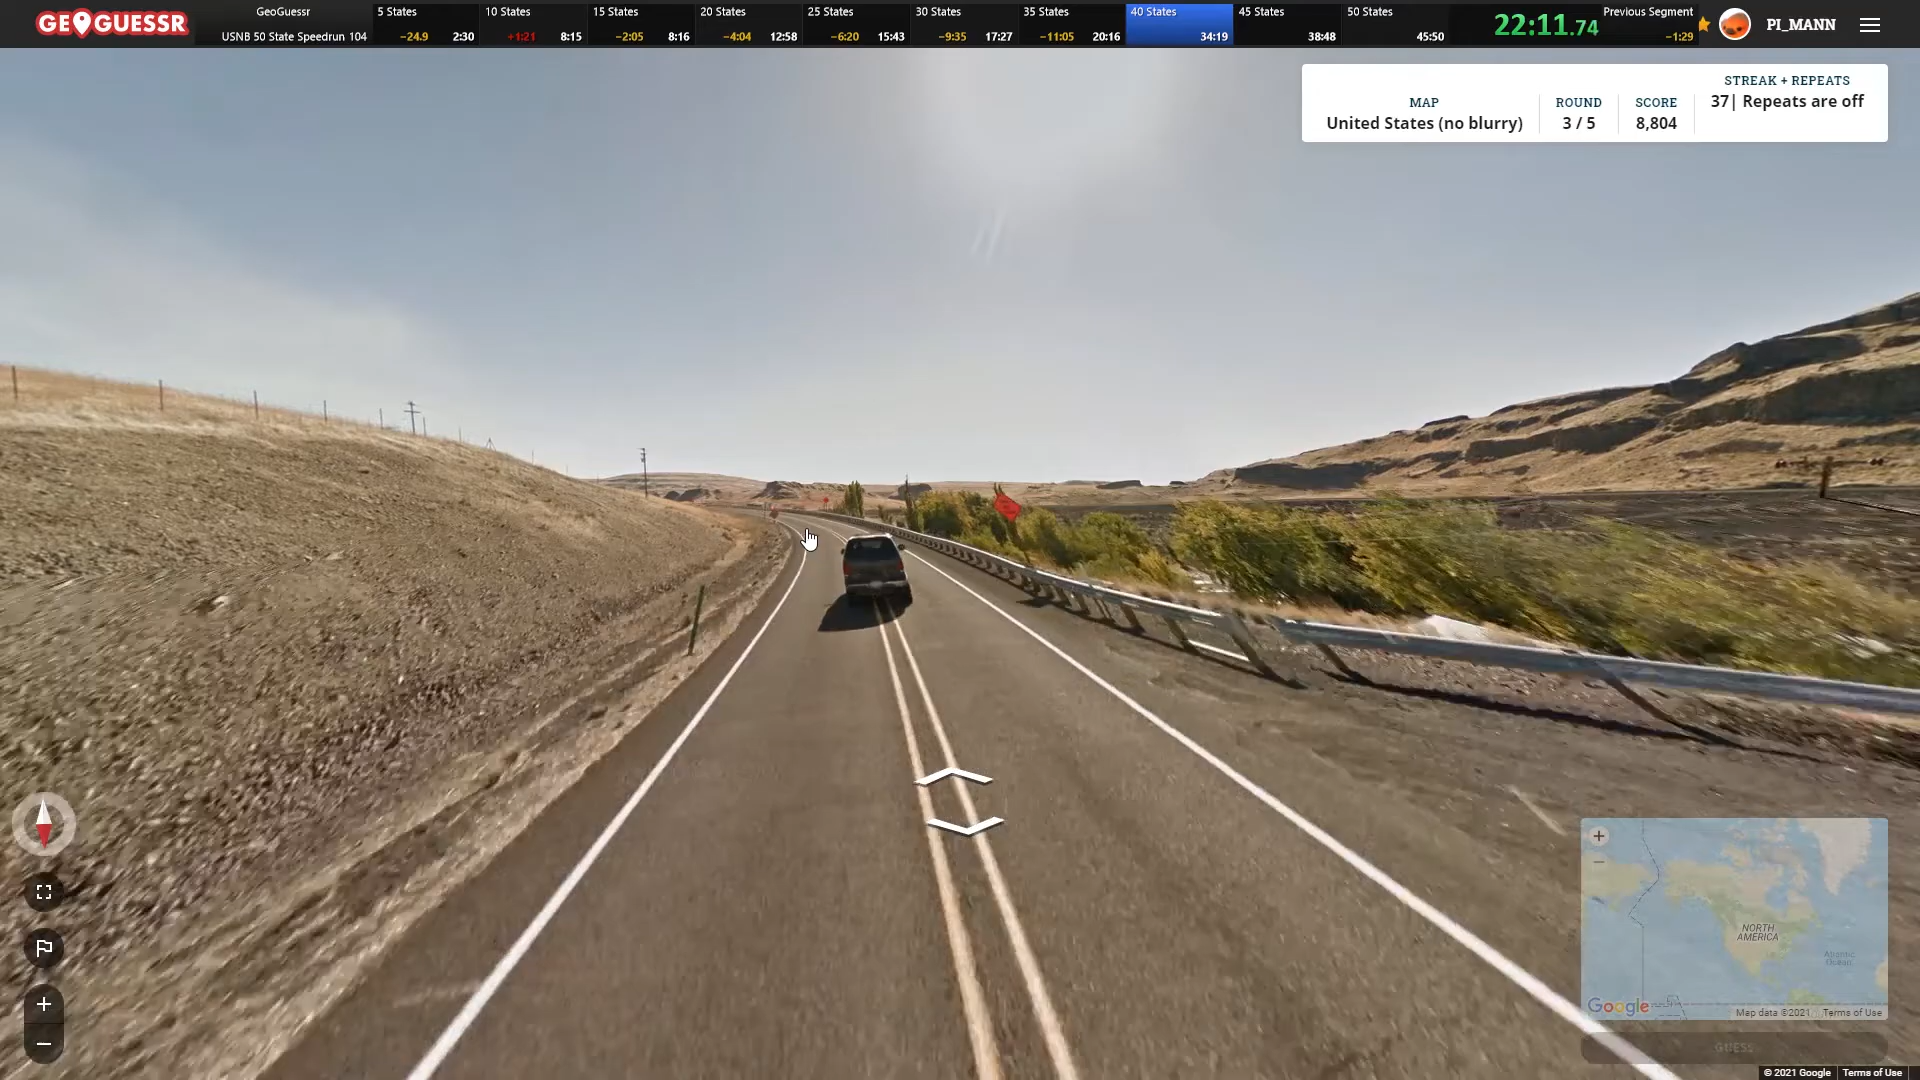 GEOGUESSR
GeoGuessr
USNB 50 State Speedrun 104
5 States
−24.9 2:30
10 States
+1:21 8:15
15 States
−2:05 8:16
20 States
−4:04 12:58
25 States
−6:20 15:43
30 States
−9:35 17:27
35 States
−11:05 20:16
40 States
34:19
45 States
38:48
50 States
45:50
22:11.74
Previous Segment
−1:29
PI_MANN
MAP
United States (no blurry)
ROUND
3 / 5
SCORE
8,804
STREAK + REPEATS
37| Repeats are off
NORTH
AMERICA
Atlantic
Ocean
Google
Map data ©2021 Terms of Use
GUESS
© 2021 Google Terms of Use